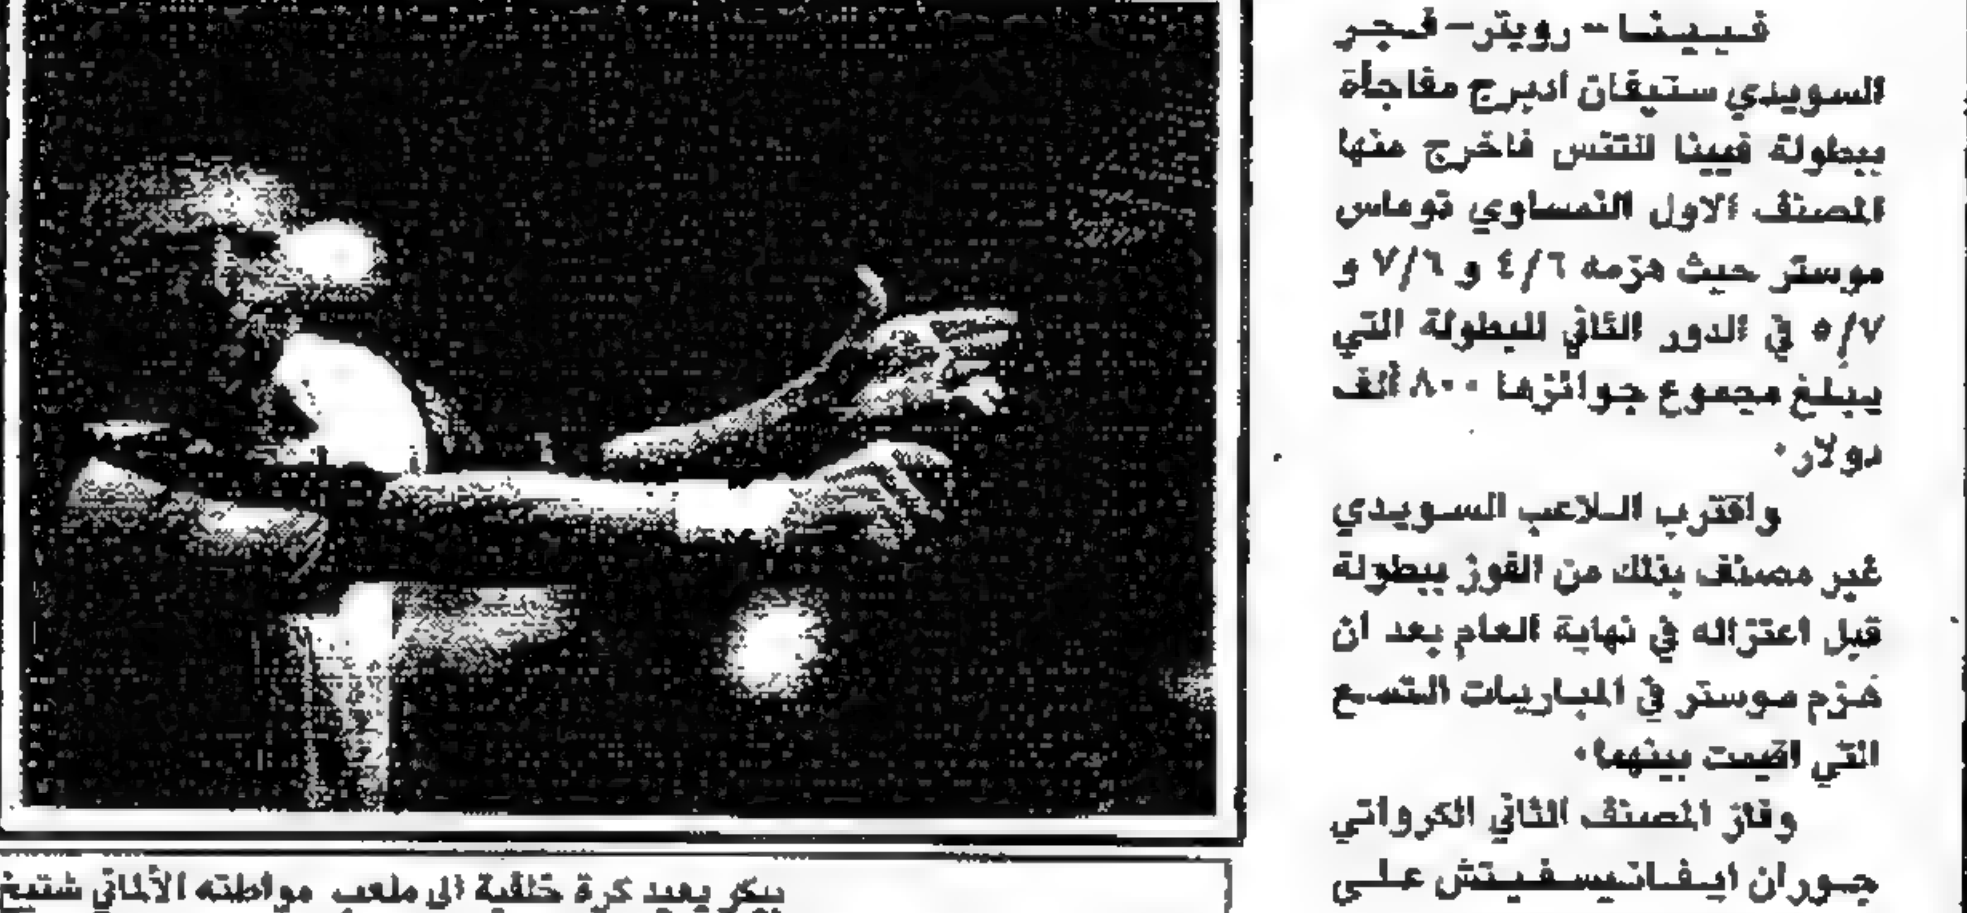 فيينا - رويتر - فجر
السويدي ستيفان ادبرج مفاجأة
ببطولة فيينا للتنس فاخرج منها
المصنف الاول النمساوي توماس
موستر حيث هزمه ٤/٦ و ٧/٦ و
٥/٧ في الدور الثاني للبطولة التي
يبلغ مجموع جوائزها ٨٠٠ ألف
دولار.
واقترب اللاعب السويدي
غير مصنف بذلك من الفوز ببطولة
قبل اعتزاله في نهاية العام بعد ان
هزم موستر في المباريات التسع
التي اقيمت بينهما.
وفاز المصنف الثاني الكرواتي
جوران ايفانيسفيتش على
بيكر يعيد كرة خلفية الى ملعب مواطنه الألماني شتيخ